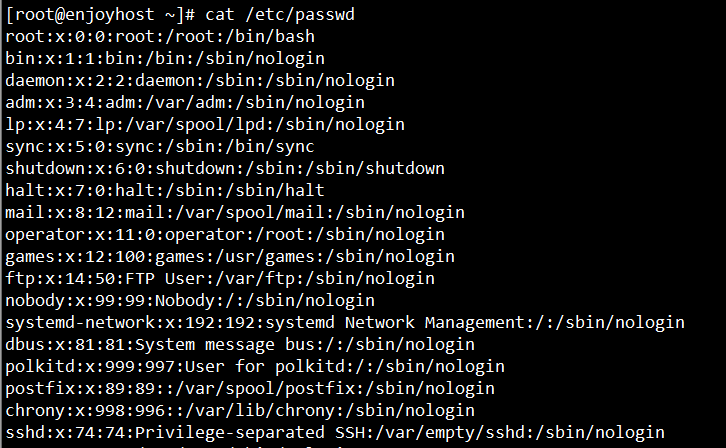 [root@enjoyhost ~]# cat /etc/passwd
root:x:0:0:root:/root:/bin/bash
bin:x:1:1:bin:/bin:/sbin/nologin
daemon:x:2:2:daemon:/sbin:/sbin/nologin
adm:x:3:4:adm:/var/adm:/sbin/nologin
lp:x:4:7:lp:/var/spool/lpd:/sbin/nologin
sync:x:5:0:sync:/sbin:/bin/sync
shutdown:x:6:0:shutdown:/sbin:/sbin/shutdown
halt:x:7:0:halt:/sbin:/sbin/halt
mail:x:8:12:mail:/var/spool/mail:/sbin/nologin
operator:x:11:0:operator:/root:/sbin/nologin
games:x:12:100:games:/usr/games:/sbin/nologin
ftp:x:14:50:FTP User:/var/ftp:/sbin/nologin
nobody:x:99:99:Nobody:/:/sbin/nologin
systemd-network:x:192:192:systemd Network Management:/:/sbin/nologin
dbus:x:81:81:System message bus:/:/sbin/nologin
polkitd:x:999:997:User for polkitd:/:/sbin/nologin
postfix:x:89:89::/var/spool/postfix:/sbin/nologin
chrony:x:998:996::/var/lib/chrony:/sbin/nologin
sshd:x:74:74:Privilege-separated SSH:/var/empty/sshd:/sbin/nologin